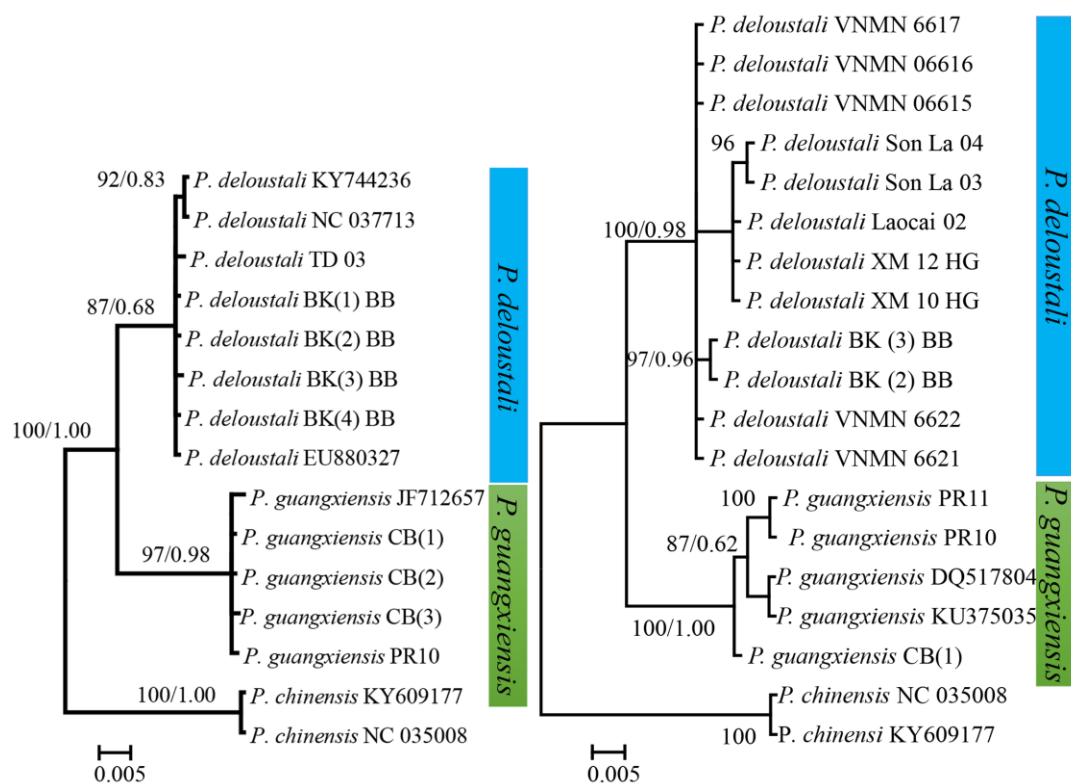 92/0.83
P. deloustali KY744236
P. deloustali NC 037713
P. deloustali TD 03
87/0.68
P. deloustali BK(1) BB
P. deloustali BK(2) BB
P. deloustali BK(3) BB
P. deloustali BK(4) BB
100/1.00
P. deloustali EU880327
P. guangxiensis JF712657
P. guangxiensis CB(1)
97/0.98
P. guangxiensis CB(2)
P. guangxiensis CB(3)
P. guangxiensis PR10
100/1.00
P. chinensis KY609177
P. chinensis NC 035008
0.005
P. deloustali
P. guangxiensis
P. deloustali VNMN 6617
P. deloustali VNMN 06616
P. deloustali VNMN 06615
96
P. deloustali Son La 04
P. deloustali Son La 03
100/0.98
P. deloustali Laocai 02
P. deloustali XM 12 HG
P. deloustali XM 10 HG
97/0.96
P. deloustali BK (3) BB
P. deloustali BK (2) BB
P. deloustali VNMN 6622
P. deloustali VNMN 6621
100
P. guangxiensis PR11
P. guangxiensis PR10
87/0.62
P. guangxiensis DQ517804
P. guangxiensis KU375035
100/1.00
P. guangxiensis CB(1)
P. chinensis NC 035008
100
P. chinensi KY609177
0.005
P. deloustali
P. guangxiensis